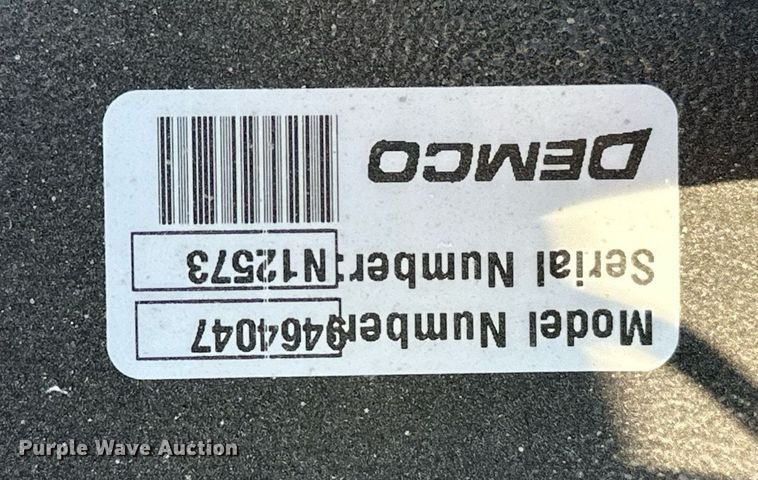 DEMCO
Model Number 9464047
Serial Number: N12573
Purple Wave Auction